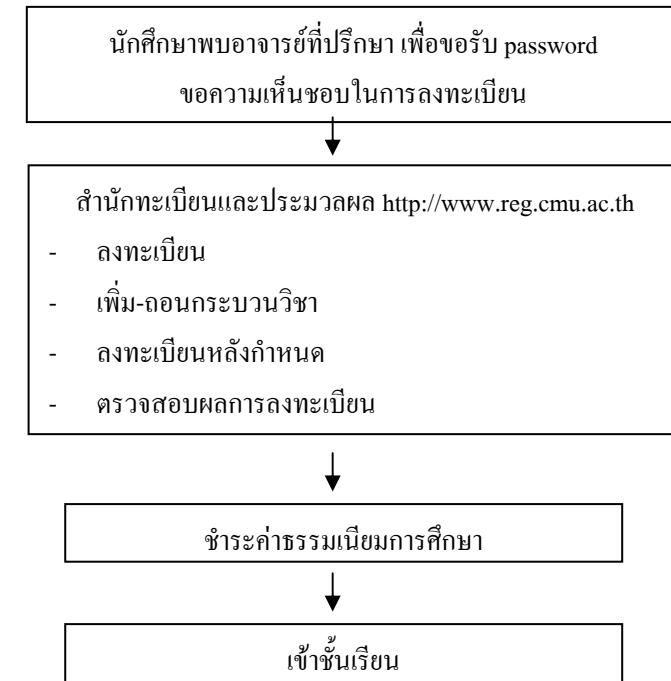 นักศึกษาพบอาจารย์ที่ปรึกษา เพื่อขอรับ password
ขอความเห็นชอบในการลงทะเบียน
สำนักทะเบียนและประมวลผล http://www.reg.cmu.ac.th
- ลงทะเบียน
- เพิ่ม-ถอนกระบวนวิชา
- ลงทะเบียนหลังกำหนด
- ตรวจสอบผลการลงทะเบียน
ชำระค่าธรรมเนียมการศึกษา
เข้าชั้นเรียน